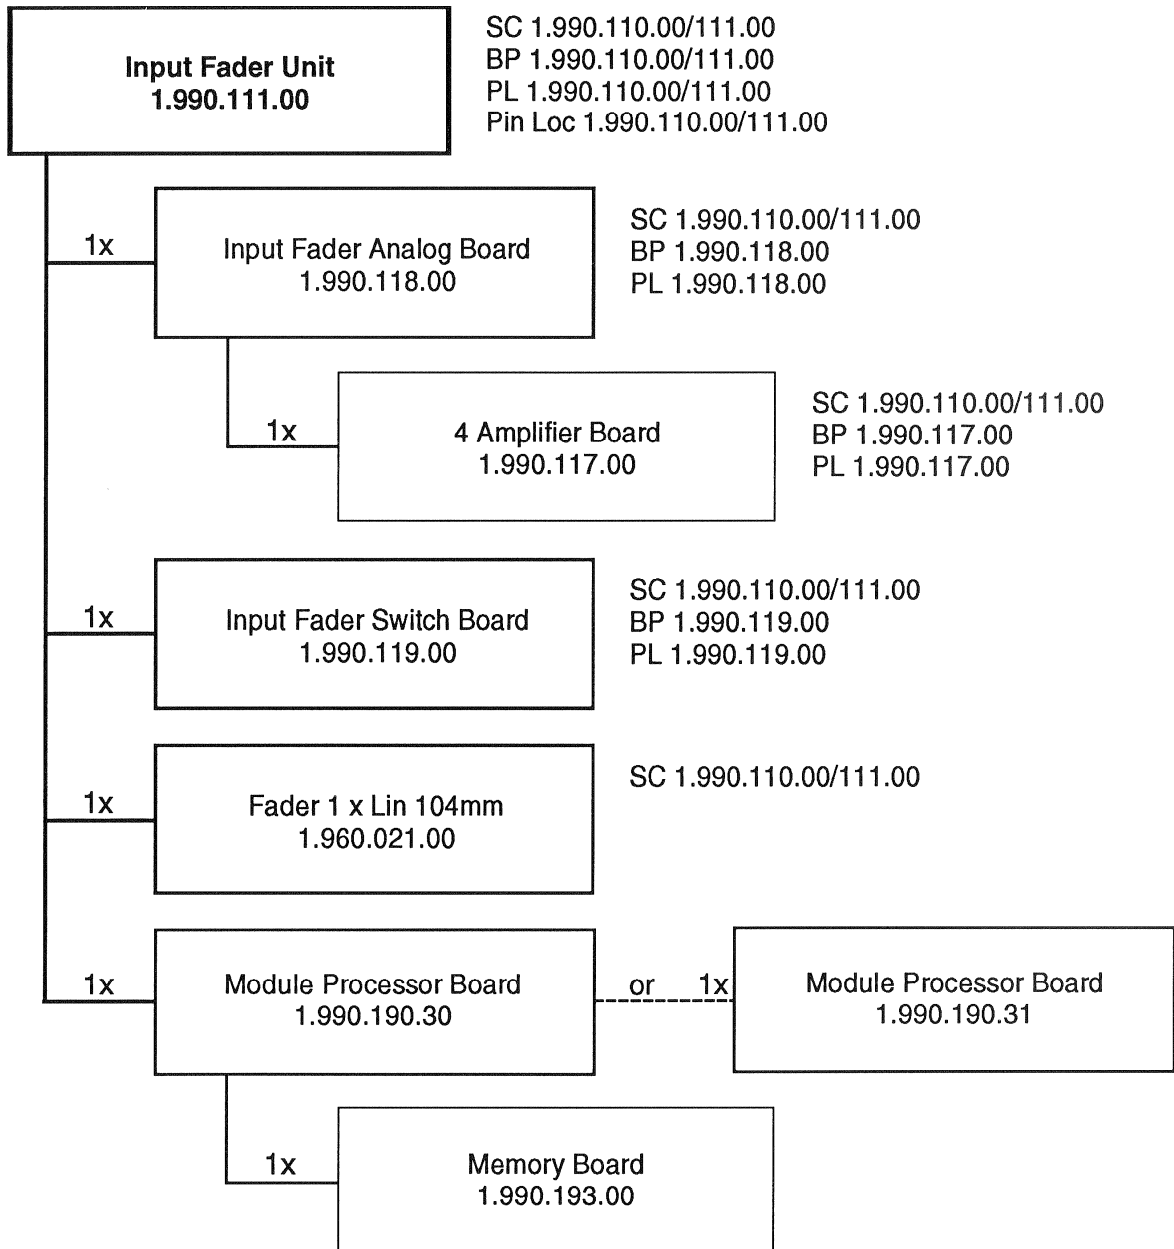 Input Fader Unit
1.990.111.00
SC 1.990.110.00/111.00
BP 1.990.110.00/111.00
PL 1.990.110.00/111.00
Pin Loc 1.990.110.00/111.00
1x
Input Fader Analog Board
1.990.118.00
SC 1.990.110.00/111.00
BP 1.990.118.00
PL 1.990.118.00
1x
4 Amplifier Board
1.990.117.00
SC 1.990.110.00/111.00
BP 1.990.117.00
PL 1.990.117.00
1x
Input Fader Switch Board
1.990.119.00
SC 1.990.110.00/111.00
BP 1.990.119.00
PL 1.990.119.00
1x
Fader 1 x Lin 104mm
1.960.021.00
SC 1.990.110.00/111.00
1x
Module Processor Board
1.990.190.30
or 1x
Module Processor Board
1.990.190.31
1x
Memory Board
1.990.193.00